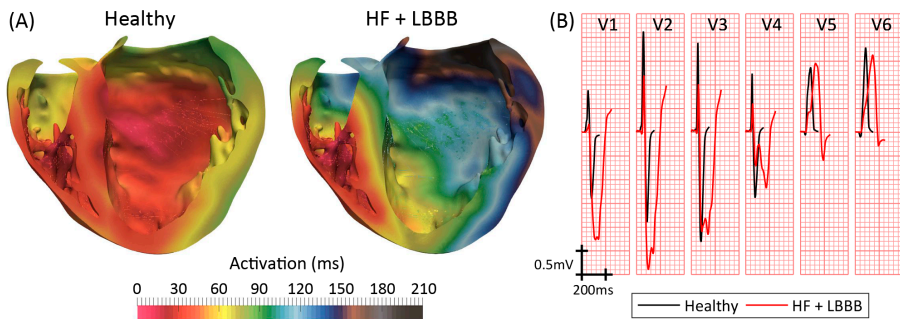 (A)
Healthy
HF + LBBB
Activation (ms)
0 30 60 90 120 150 180 210
(B)
V1 V2 V3 V4 V5 V6
0.5mV
200ms
Healthy
HF + LBBB